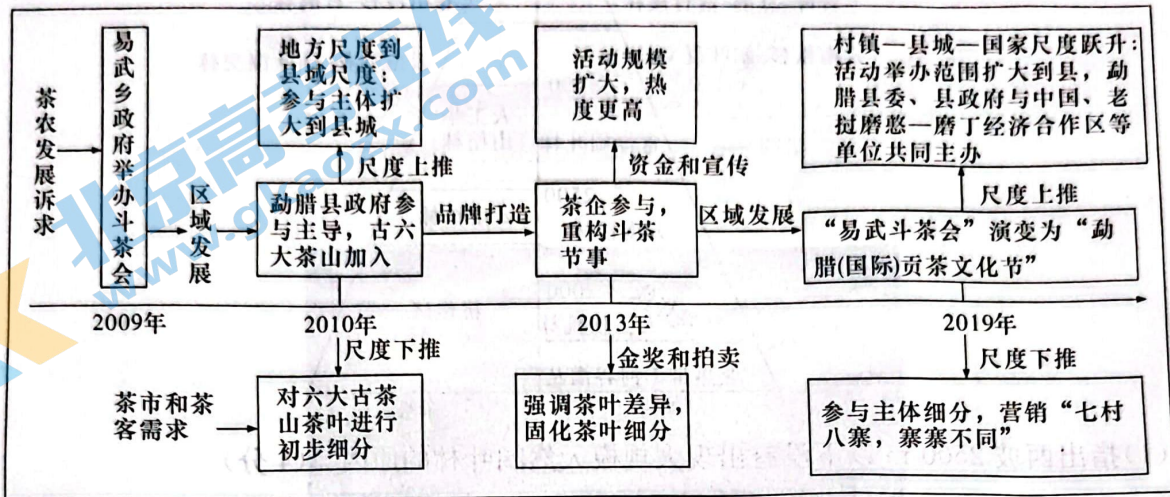 茶农发展诉求
易武乡政府举办斗茶会
区域发展
地方尺度到
县域尺度:
参与主体扩
大到县城
尺度上推
勐腊县政府参
与主导,古六
大茶山加入
品牌打造
活动规模
扩大,热
度更高
资金和宣传
茶企参与,
重构斗茶
节事
区域发展
村镇—县城—国家尺度跃升:
活动举办范围扩大到县,勐
腊县委、县政府与中国、老
挝磨憨—磨丁经济合作区等
单位共同主办
尺度上推
“易武斗茶会”演变为“勐
腊(国际)贡茶文化节”
2009年
2010年
2013年
2019年
尺度下推
金奖和拍卖
尺度下推
茶市和茶
客需求
对六大古茶
山茶叶进行
初步细分
强调茶叶差异,
固化茶叶细分
参与主体细分,营销“七村
八寨,寨寨不同”
北京高考在线
www.gkaozx.com